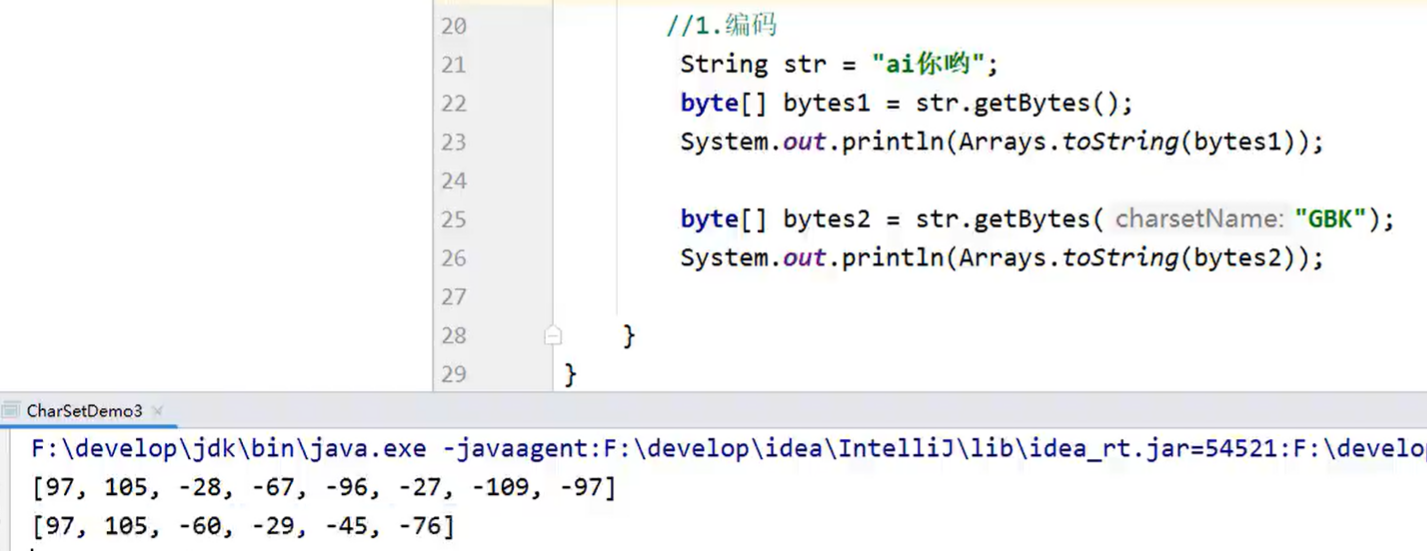 20 //1.编码
21 String str = "ai你哟";
22 byte[] bytes1 = str.getBytes();
23 System.out.println(Arrays.toString(bytes1));
24
25 byte[] bytes2 = str.getBytes( charsetName: "GBK");
26 System.out.println(Arrays.toString(bytes2));
27
28 }
29 }
CharSetDemo3
F:\develop\jdk\bin\java.exe -javaagent:F:\develop\idea\IntelliJ\lib\idea_rt.jar=54521:F:\develo
[97, 105, -28, -67, -96, -27, -109, -97]
[97, 105, -60, -29, -45, -76]